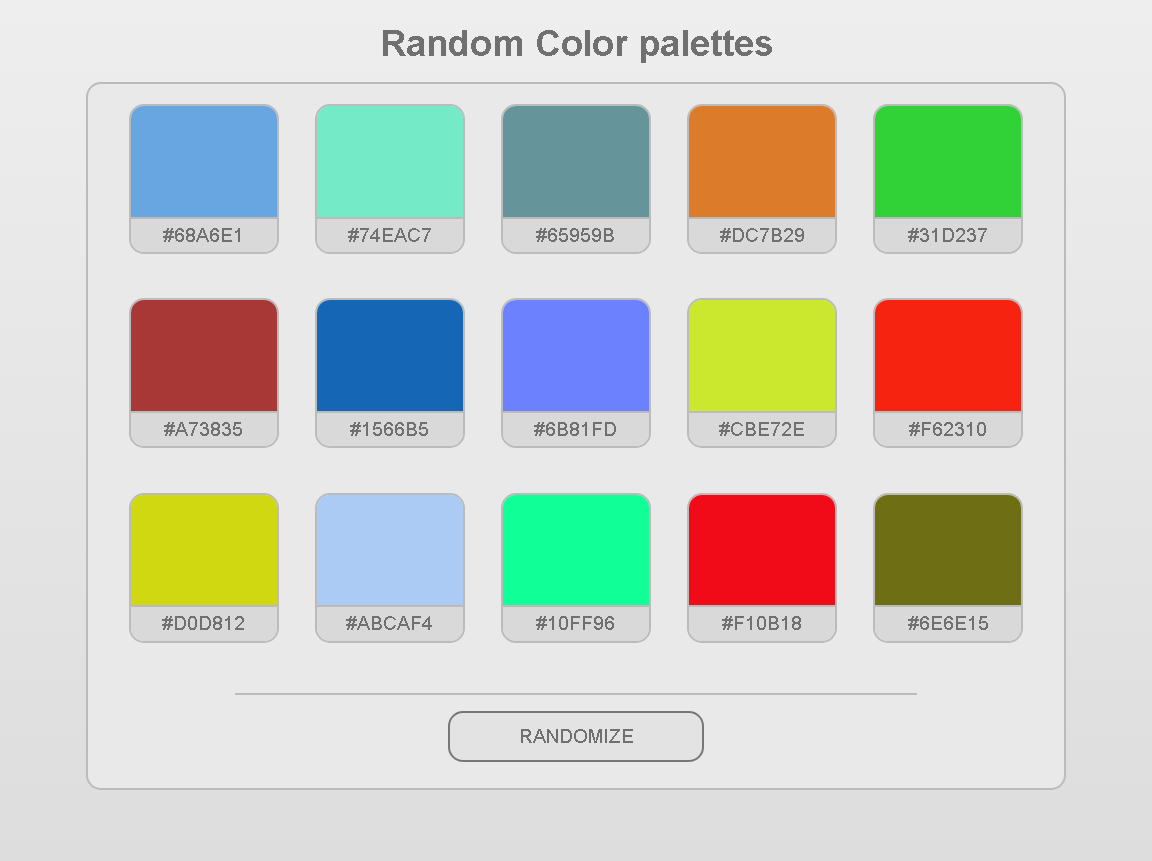 Random Color palettes
#68A6E1 #74EAC7 #65959B #DC7B29 #31D237
#A73835 #1566B5 #6B81FD #CBE72E #F62310
#D0D812 #ABCAF4 #10FF96 #F10B18 #6E6E15
RANDOMIZE